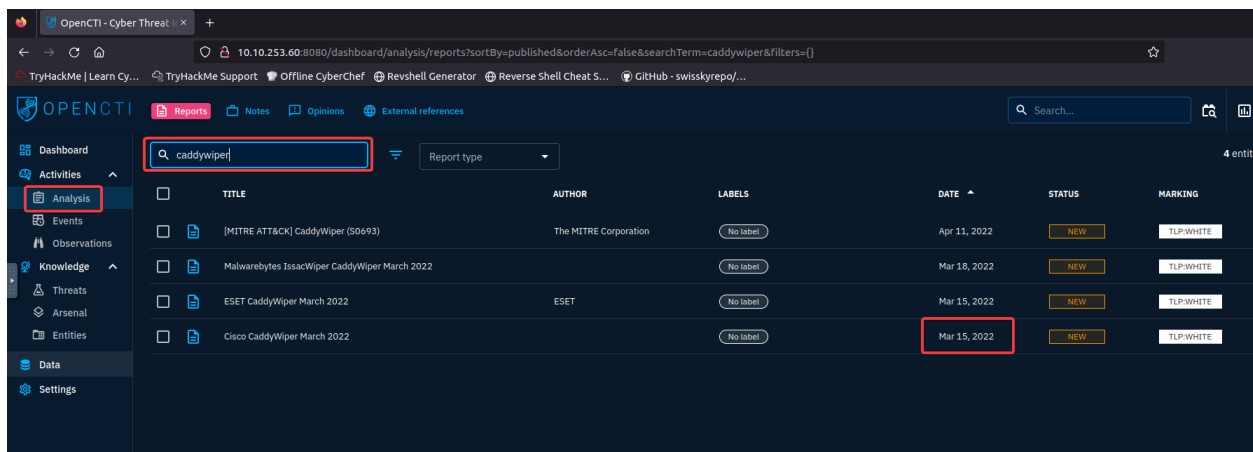 OpenCTI - Cyber Threat I
10.10.253.60:8080/dashboard/analysis/reports?sortBy=published&orderAsc=false&searchTerm=caddywiper&filters={}
TryHackMe | Learn Cy... TryHackMe Support Offline CyberChef Revshell Generator Reverse Shell Cheat S... GitHub - swisskyrepo/...
OPENCTI Reports Notes Opinions External references Search...
Dashboard
Activities
Analysis
Events
Observations
Knowledge
Threats
Arsenal
Entities
Data
Settings
caddywiper Report type 4 entit
TITLE AUTHOR LABELS DATE STATUS MARKING
[MITRE ATT&CK] CaddyWiper (S0693) The MITRE Corporation No label Apr 11, 2022 NEW TLP:WHITE
Malwarebytes IssacWiper CaddyWiper March 2022 No label Mar 18, 2022 NEW TLP:WHITE
ESET CaddyWiper March 2022 ESET No label Mar 15, 2022 NEW TLP:WHITE
Cisco CaddyWiper March 2022 No label Mar 15, 2022 NEW TLP:WHITE